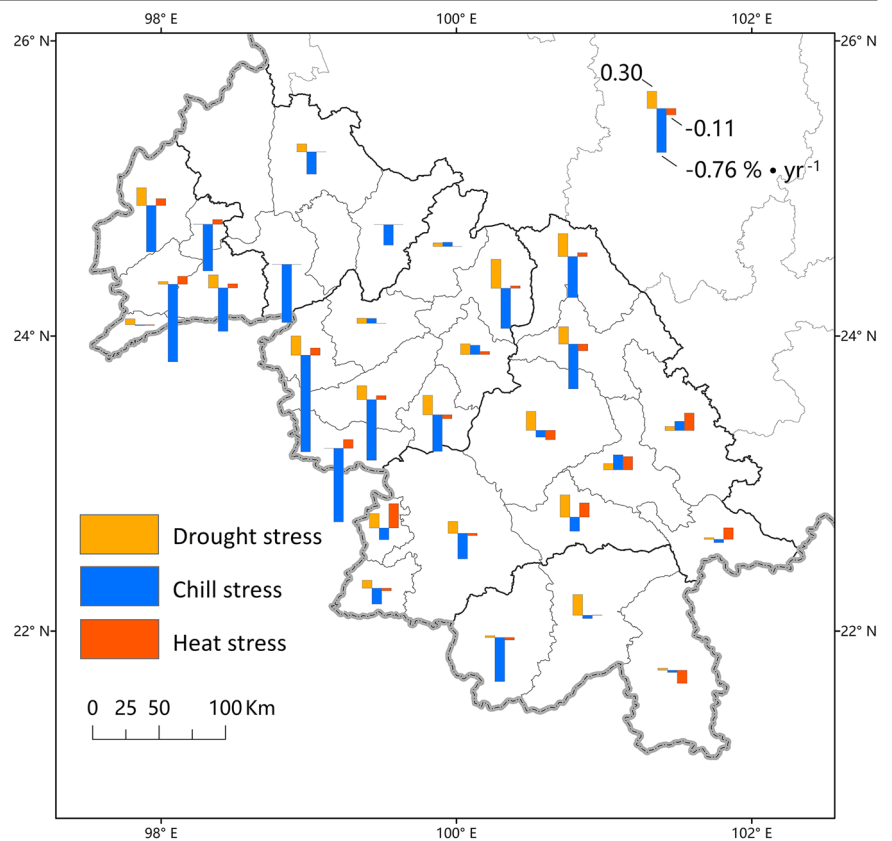 98° E 100° E 102° E
26° N 26° N
0.30
-0.11
-0.76 % • yr⁻¹
24° N 24° N
Drought stress
Chill stress
Heat stress
22° N 22° N
0 25 50 100 Km
98° E 100° E 102° E